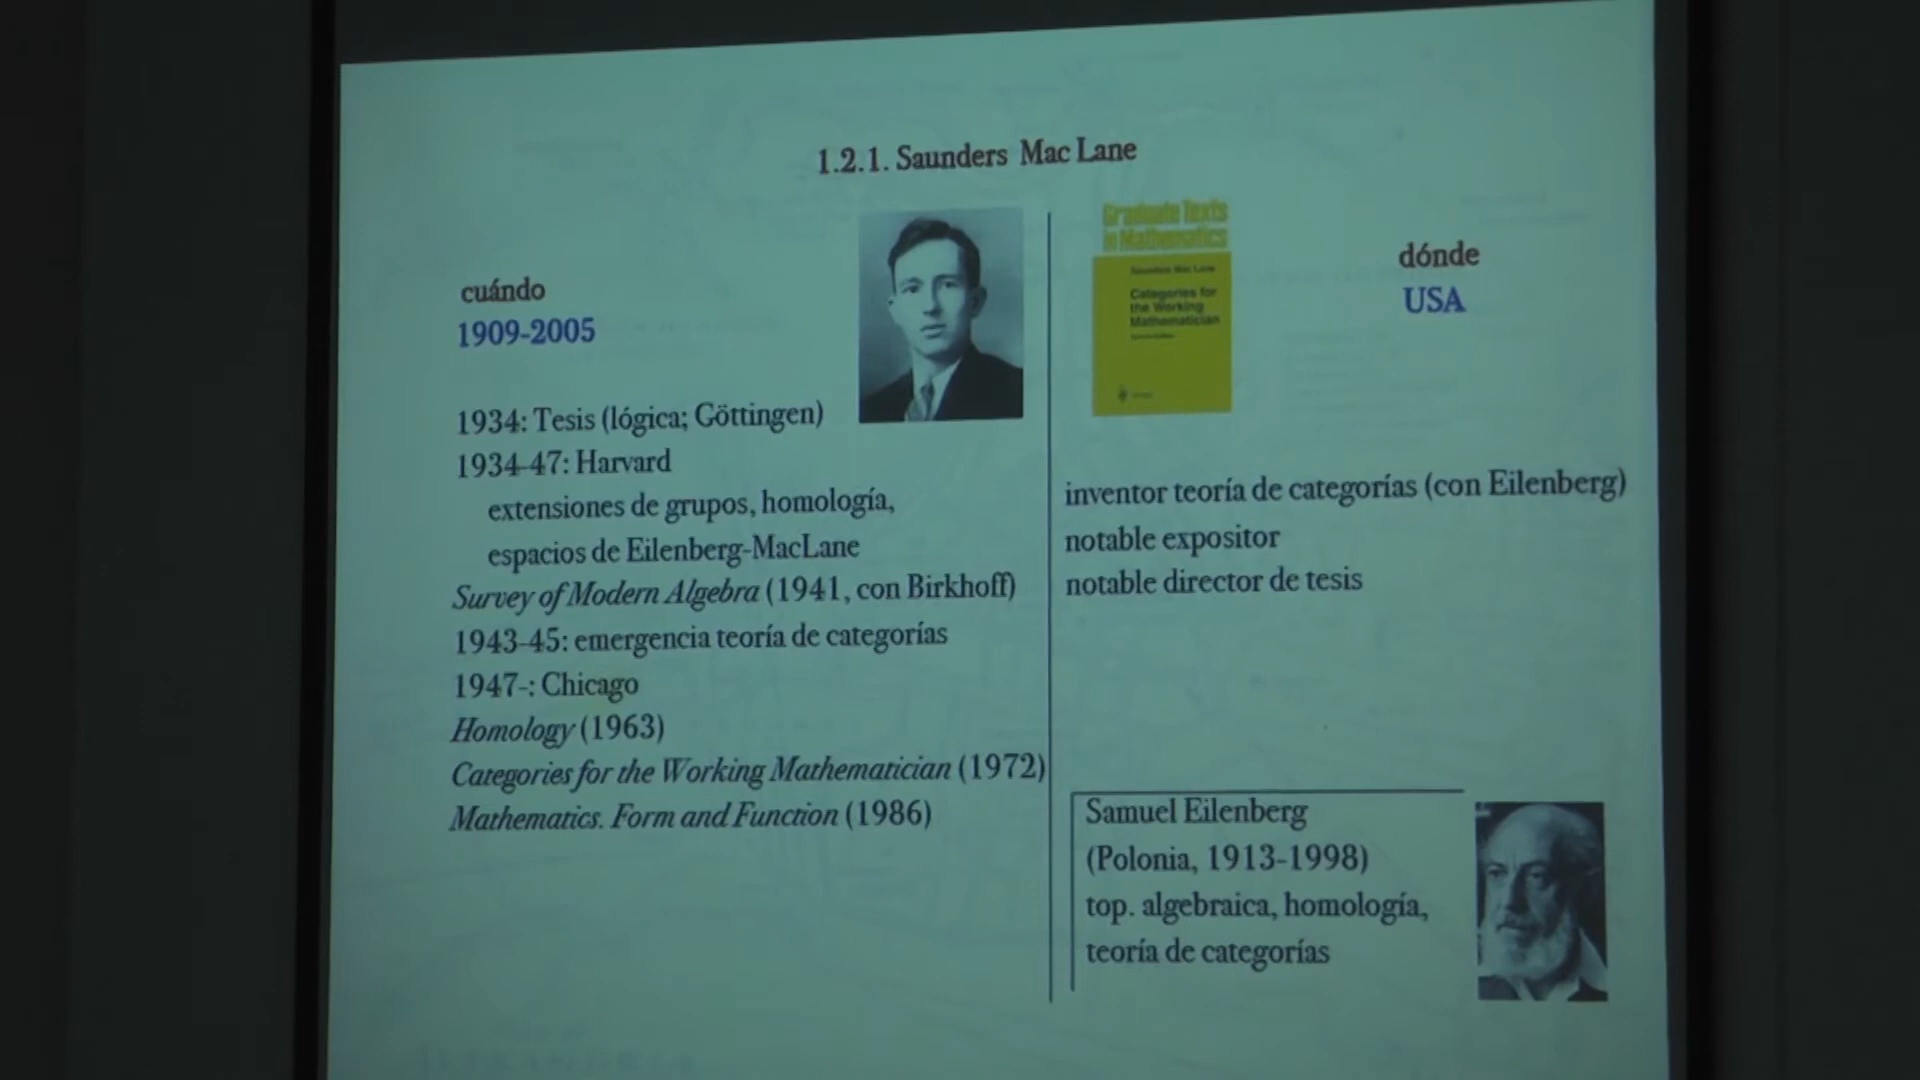 1.2.1. Saunders Mac Lane
cuándo
1909-2005
1934: Tesis (lógica; Göttingen)
1934-47: Harvard
extensiones de grupos, homología,
espacios de Eilenberg-MacLane
Survey of Modern Algebra (1941, con Birkhoff)
1943-45: emergencia teoría de categorías
1947-: Chicago
Homology (1963)
Categories for the Working Mathematician (1972)
Mathematics. Form and Function (1986)
Graduate Texts
in Mathematics
Saunders Mac Lane
Categories for
the Working
Mathematician
dónde
USA
inventor teoría de categorías (con Eilenberg)
notable expositor
notable director de tesis
Samuel Eilenberg
(Polonia, 1913-1998)
top. algebraica, homología,
teoría de categorías